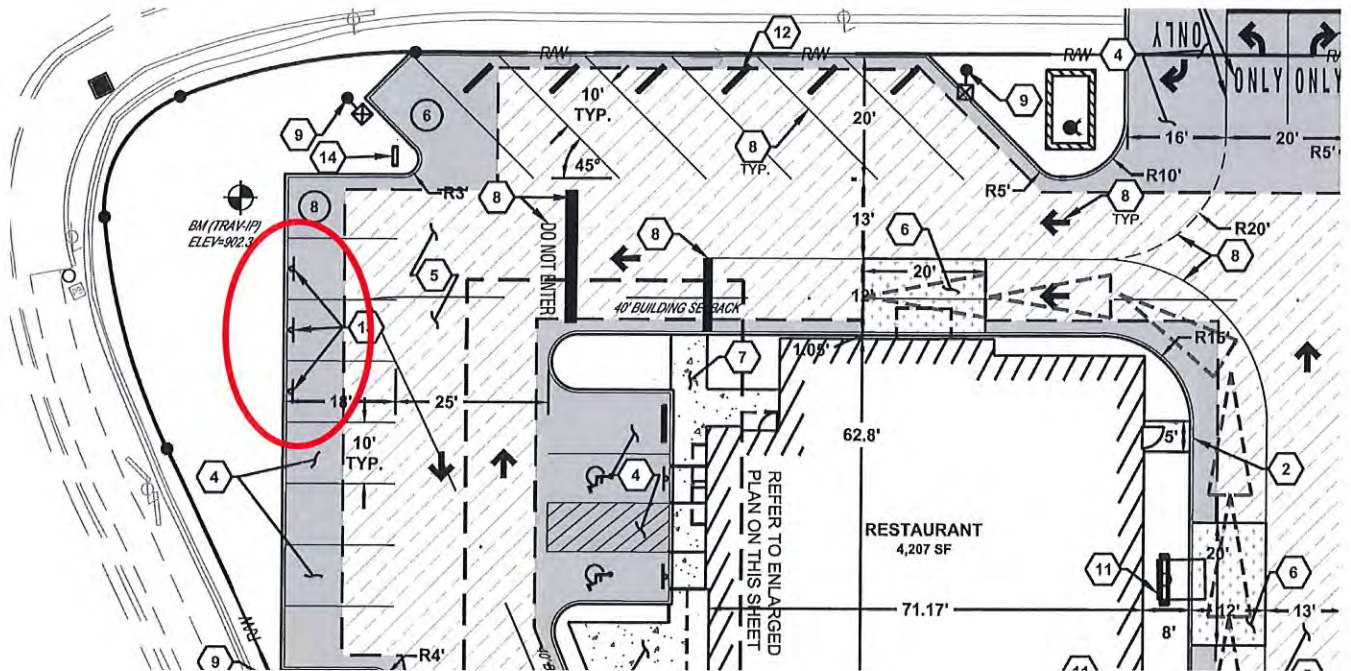 R/W
12
R/W
R/W
4
ONLY
ONLY
ONLY
R/
9
6
10'
TYP.
20'
9
16'
20'
R5'
14
45°
8
TYP.
R3'
R5'
R10'
8
TYP
8
8
DO NOT ENTER
BM (TRAV-IP)
ELEV=902.3
13'
R20'
8
8
6
5
20'
12'
40' BUILDING SETBACK
1.05'
R15'
7
18'
25'
10'
TYP.
62.8'
5'
2
4
4
REFER TO ENLARGED
PLAN ON THIS SHEET
RESTAURANT
4,207 SF
20'
11
6
71.17'
12'
13'
8'
R/W
9
R4'
11